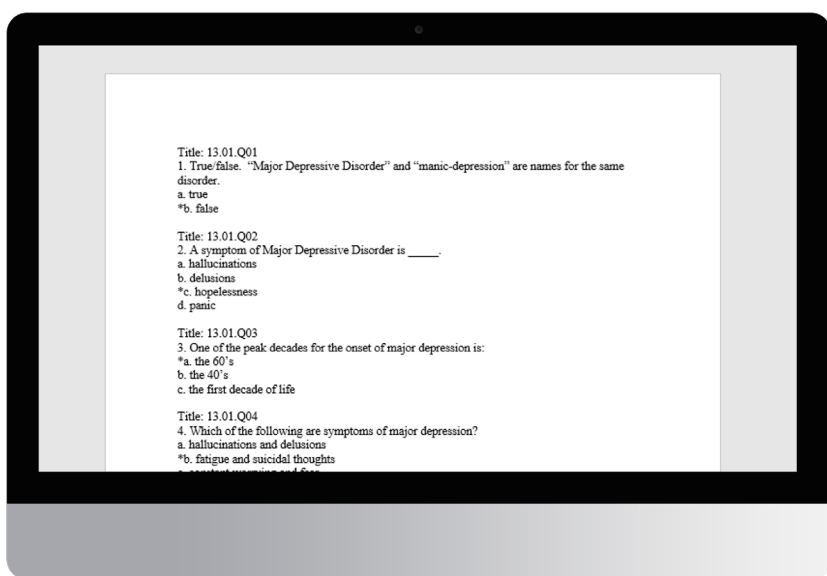 Title: 13.01.Q01
1. True/false.  “Major Depressive Disorder” and “manic-depression” are names for the same
disorder.
a. true
*b. false
Title: 13.01.Q02
2. A symptom of Major Depressive Disorder is _____.
a. hallucinations
b. delusions
*c. hopelessness
d. panic
Title: 13.01.Q03
3. One of the peak decades for the onset of major depression is:
*a. the 60’s
b. the 40’s
c. the first decade of life
Title: 13.01.Q04
4. Which of the following are symptoms of major depression?
a. hallucinations and delusions
*b. fatigue and suicidal thoughts
c. constant worrying and fear